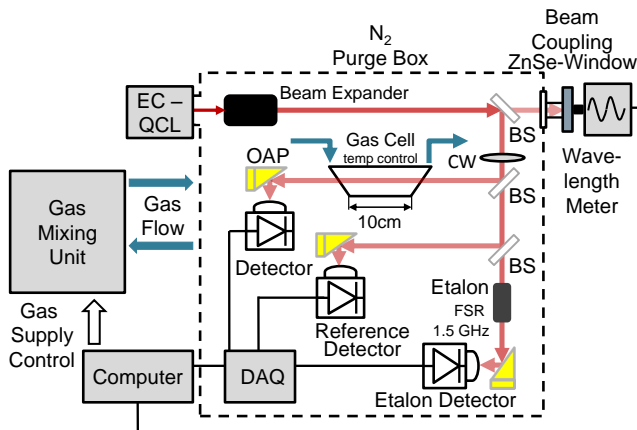 N2
Purge Box
Beam
Coupling
ZnSe-Window
EC –
QCL
Beam Expander
BS
Wave-
length
Meter
OAP
Gas Cell
temp control
CW
BS
10cm
Gas
Mixing
Unit
Gas
Flow
Detector
BS
Etalon
FSR
1.5 GHz
Reference
Detector
Gas
Supply
Control
Computer
DAQ
Etalon Detector